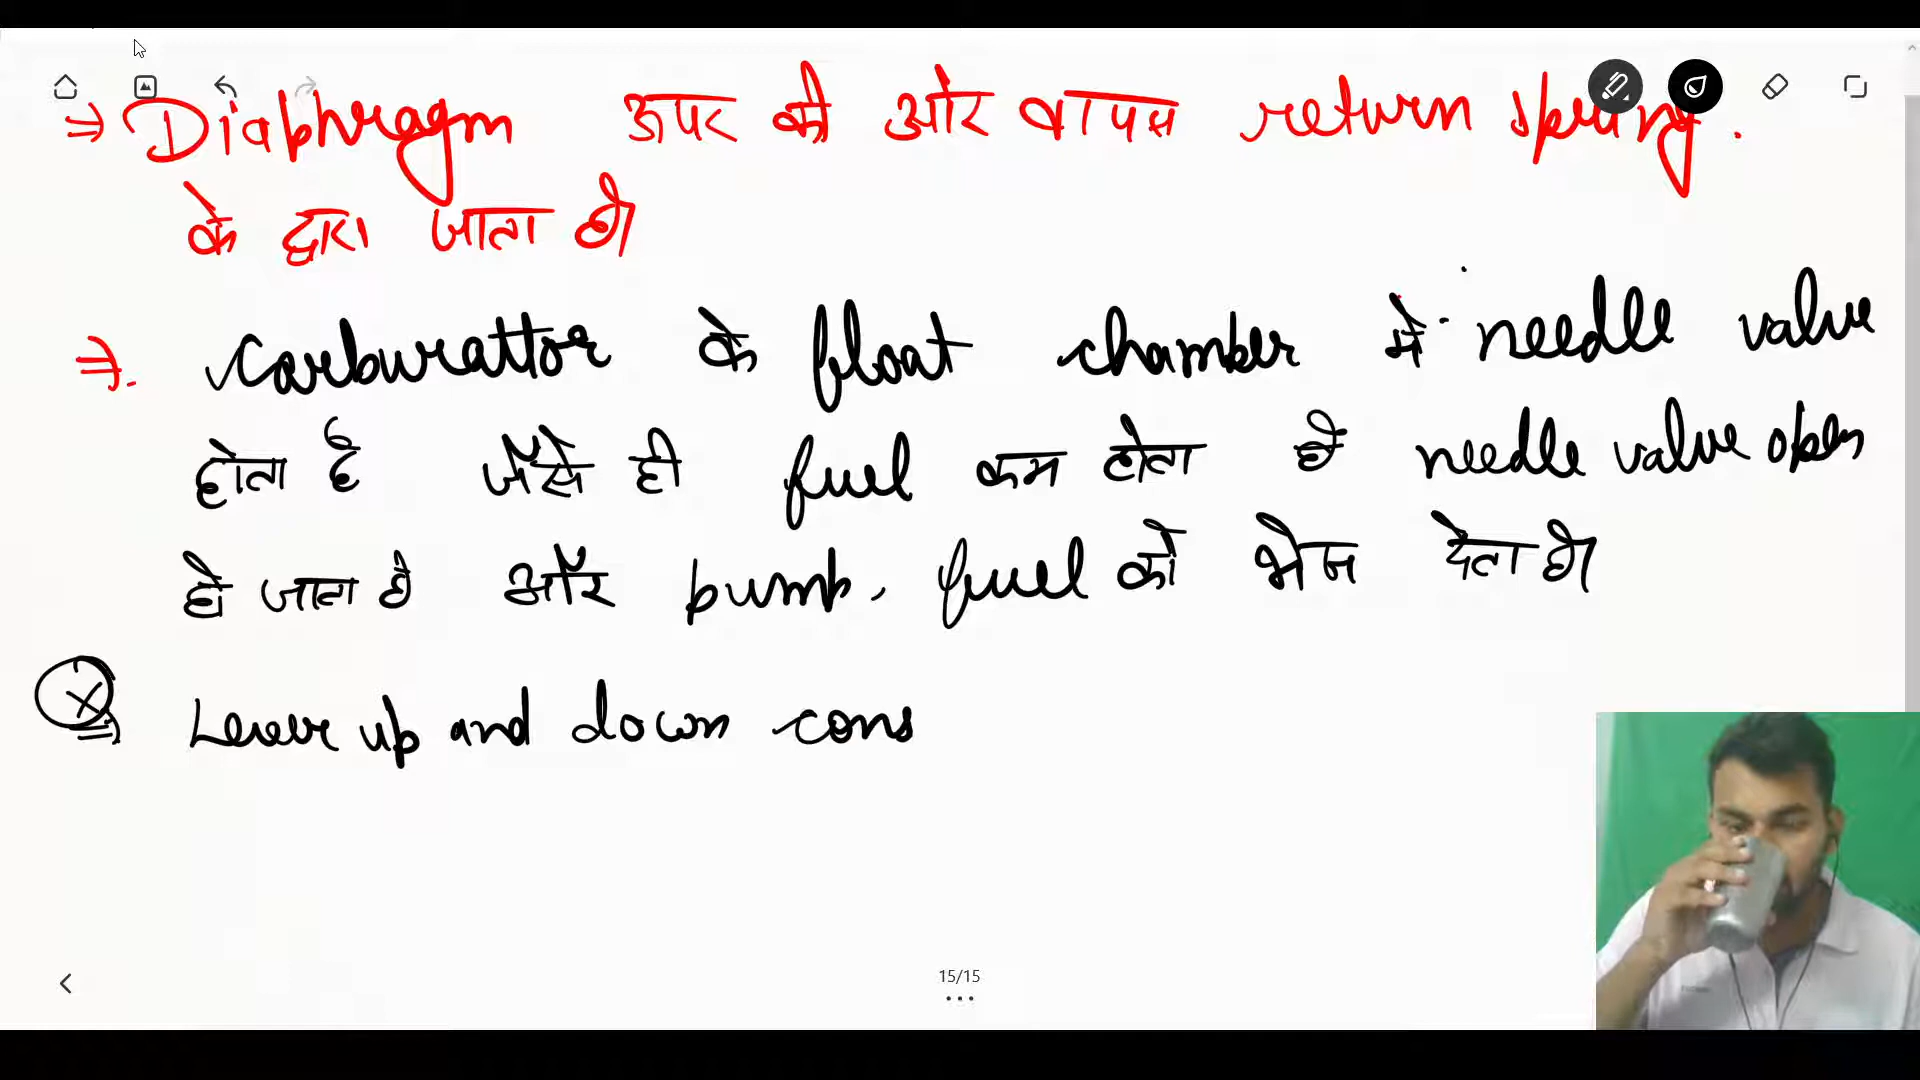 ⇒ Diaphragm ऊपर की ओर वापस return spring.
के द्वारा जाता है।
⇒. Carburattor के float chamber में needle valve
होता है जैसे ही fuel कम होता है needle valve open
हो जाता है और pump, fuel को भेज देता है।
Lever up and down cons
15/15